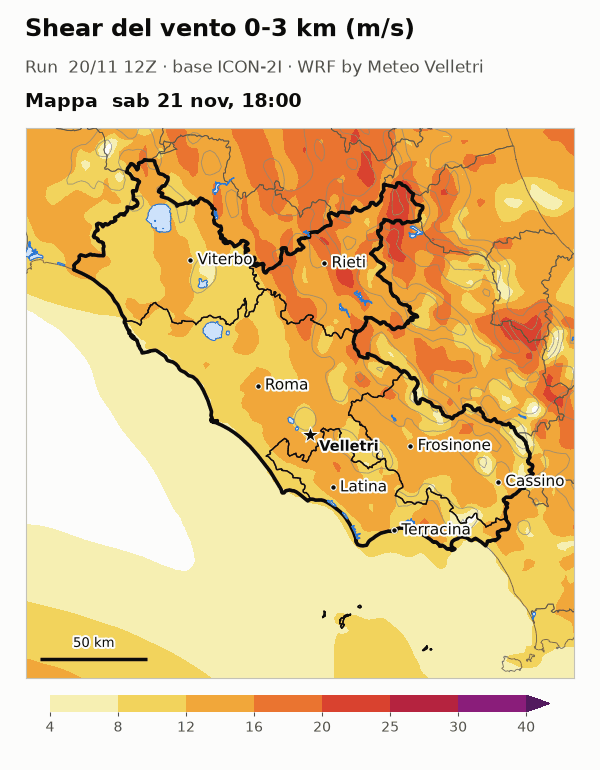 Shear del vento 0-3 km (m/s)
Run  20/11 12Z · base ICON-2I · WRF by Meteo Velletri
Mappa  sab 21 nov, 18:00
Viterbo
Rieti
Roma
Velletri
Frosinone
Cassino
Latina
Terracina
50 km
4 8 12 16 20 25 30 40